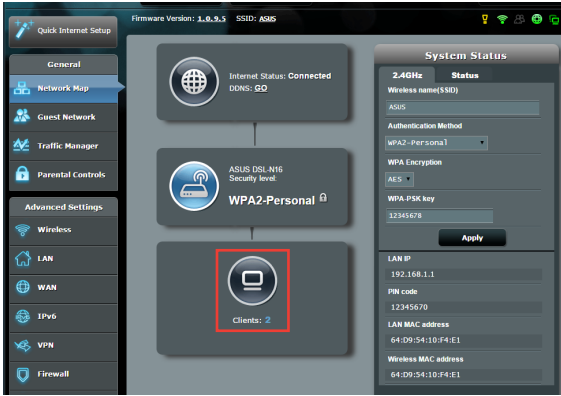 Quick Internet Setup
General
Network Map
Guest Network
Traffic Manager
Parental Controls
Advanced Settings
Wireless
LAN
WAN
IPv6
VPN
Firewall
Firmware Version: 1.0.9.5 SSID: ASUS
Internet Status: Connected
DDNS: GO
ASUS DSL-N16
Security level:
WPA2-Personal
Clients: 2
System Status
2.4GHz Status
Wireless name(SSID)
ASUS
Authentication Method
WPA2-Personal
WPA Encryption
AES
WPA-PSK key
12345678
Apply
LAN IP
192.168.1.1
PIN code
12345670
LAN MAC address
64:D9:54:10:F4:E1
Wireless MAC address
64:D9:54:10:F4:E1